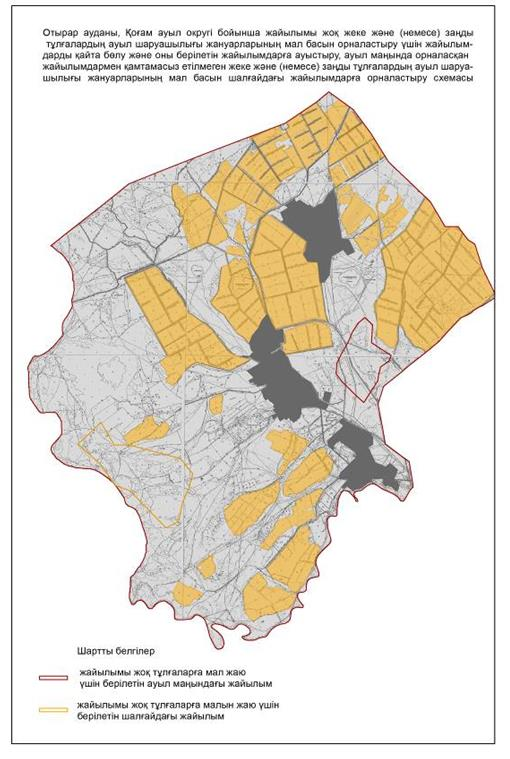 Отырар ауданы, Қоғам ауыл округі бойынша жайылымы жоқ жеке және (немесе) заңды
тұлғалардың ауыл шаруашылығы жануарларының мал басын орналастыру үшін жайылым-
дарды қайта бөлу және оны берілетін жайылымдарға ауыстыру, ауыл маңында орналасқан
жайылымдармен қамтамасыз етілмеген жеке және (немесе) заңды тұлғалардың ауыл шаруа-
шылығы жануарларының мал басын шалғайдағы жайылымдарға орналастыру схемасы
Шартты белгілер
жайылымы жоқ тұлғаларға мал жаю
үшін берілетін ауыл маңындағы жайылым
жайылымы жоқ тұлғаларға малын жаю үшін
берілетін шалғайдағы жайылым